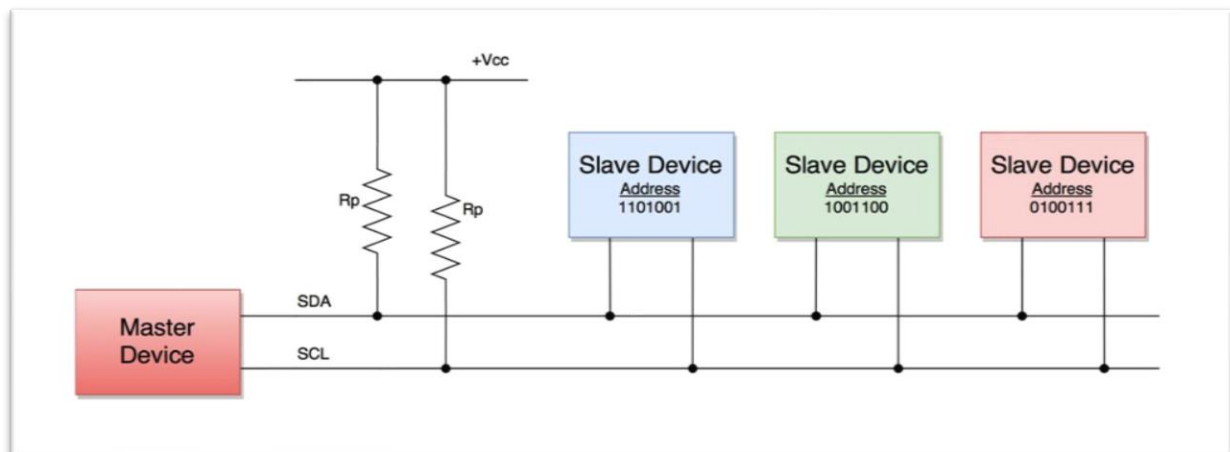 +Vcc
Rp
Rp
Slave Device
Address
1101001
Slave Device
Address
1001100
Slave Device
Address
0100111
SDA
SCL
Master
Device